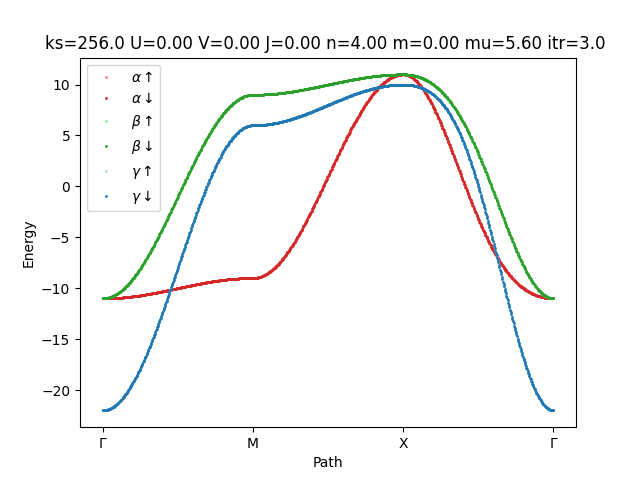 ks=256.0 U=0.00 V=0.00 J=0.00 n=4.00 m=0.00 mu=5.60 itr=3.0
α↑
α↓
β↑
β↓
γ↑
γ↓
Energy
10
5
0
−5
−10
−15
−20
Γ M X Γ
Path